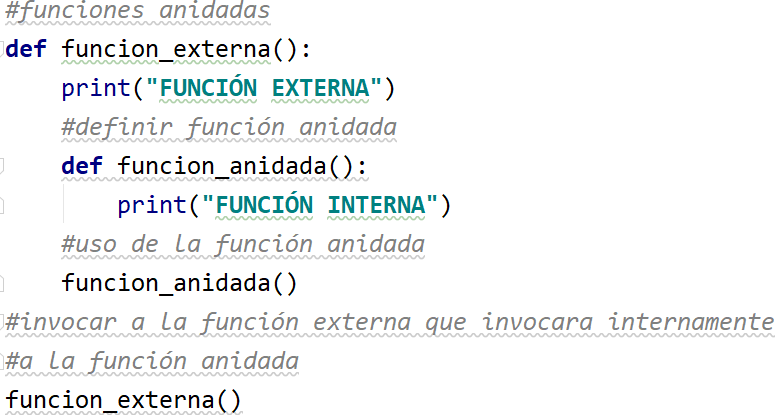 #funciones anidadas
def funcion_externa():
    print("FUNCIÓN EXTERNA")
    #definir función anidada
    def funcion_anidada():
        print("FUNCIÓN INTERNA")
    #uso de la función anidada
    funcion_anidada()
#invocar a la función externa que invocara internamente
#a la función anidada
funcion_externa()